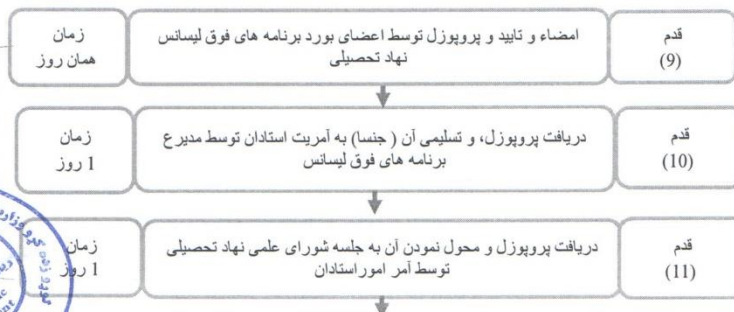 قدم
(9)
امضاء و تایید و پروپوزل توسط اعضای بورد برنامه های فوق لیسانس
نهاد تحصیلی
زمان
همان روز
قدم
(10)
دریافت پروپوزل، و تسلیمی آن ( جنسا) به آمریت استادان توسط مدیرع
برنامه های فوق لیسانس
زمان
1 روز
قدم
(11)
دریافت پروپوزل و محول نمودن آن به جلسه شورای علمی نهاد تحصیلی
توسط آمر امور استادان
زمان
1 روز